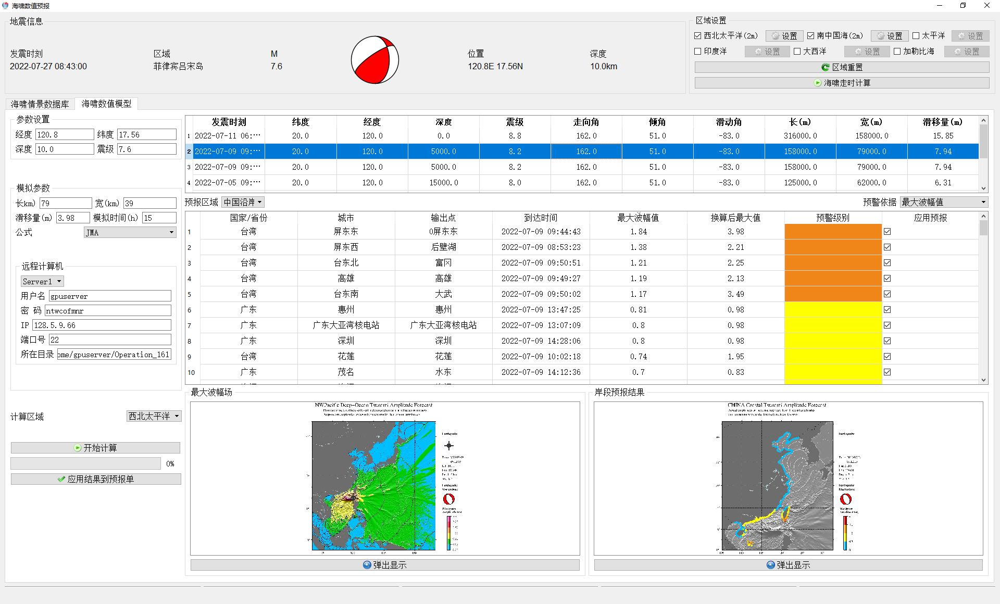 海啸数值预报
地震信息
发震时刻 区域 M 位置 深度
2022-07-27 08:43:00 菲律宾吕宋岛 7.6 120.8E 17.56N 10.0km
区域设置
西北太平洋(2m) 设置 南中国海(2m) 设置 太平洋 设置
印度洋 设置 大西洋 设置 加勒比海 设置
区域重置
海啸走时计算
海啸情景数据库 海啸数值模型
参数设置
经度 120.8 纬度 17.56
深度 10.0 震级 7.6
模拟参数
长km) 79 宽(km) 39
滑移量(m) 3.98 模拟时间(h) 15
公式 JMA
远程计算机
Server1
用户名 gpuserver
密 码 ntwcofmnr
IP 128.5.9.66
端口号 22
所在目录 ome/gpuserver/Operation_161
计算区域 西北太平洋
开始计算
0%
应用结果到预报单
发震时刻 纬度 经度 深度 震级 走向角 倾角 滑动角 长(m) 宽(m) 滑移量(m)
1 2022-07-11 06:··· 20.0 120.0 0.0 8.8 162.0 51.0 -83.0 316000.0 158000.0 15.85
2 2022-07-09 09:··· 20.0 120.0 5000.0 8.2 162.0 51.0 -83.0 158000.0 79000.0 7.94
3 2022-07-09 09:··· 20.0 120.0 5000.0 8.2 162.0 51.0 -83.0 158000.0 79000.0 7.94
4 2022-07-05 09:··· 20.0 120.0 15000.0 8.0 162.0 51.0 -83.0 125000.0 62000.0 6.31
预报区域 中国沿岸 预警依据 最大波幅值
国家/省份 城市 输出点 到达时间 最大波幅值 换算后最大值 预警级别 应用预报
1 台湾 屏东东 0屏东东 2022-07-09 09:44:43 1.84 3.98
2 台湾 屏东西 后壁湖 2022-07-09 08:53:23 1.38 2.21
3 台湾 台东北 富冈 2022-07-09 09:50:51 1.21 2.25
4 台湾 高雄 高雄 2022-07-09 09:49:27 1.19 2.13
5 台湾 台东南 大武 2022-07-09 09:50:02 1.17 3.49
6 广东 惠州 惠州 2022-07-09 13:47:25 0.81 0.98
7 广东 广东大亚湾核电站 广东大亚湾核电站 2022-07-09 13:07:09 0.8 0.98
8 广东 深圳 深圳 2022-07-09 14:28:06 0.8 0.98
9 台湾 花莲 花莲 2022-07-09 10:02:18 0.74 1.95
10 广东 茂名 水东 2022-07-09 14:12:36 0.7 0.83
最大波幅场
NWPacific Deep-Ocean Tsunami Amplitude Forecast
Earthquake
Earthquake
Mechanism
Maximum
弹出显示
岸段预报结果
CHINA Coastal Tsunami Amplitude Forecast
Earthquake
Earthquake
Mechanism
Maximum
弹出显示